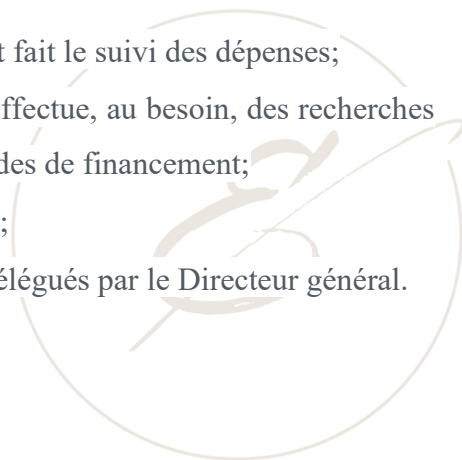 t fait le suivi des dépenses;
ffectue, au besoin, des recherches
des de financement;
;
élégués par le Directeur général.